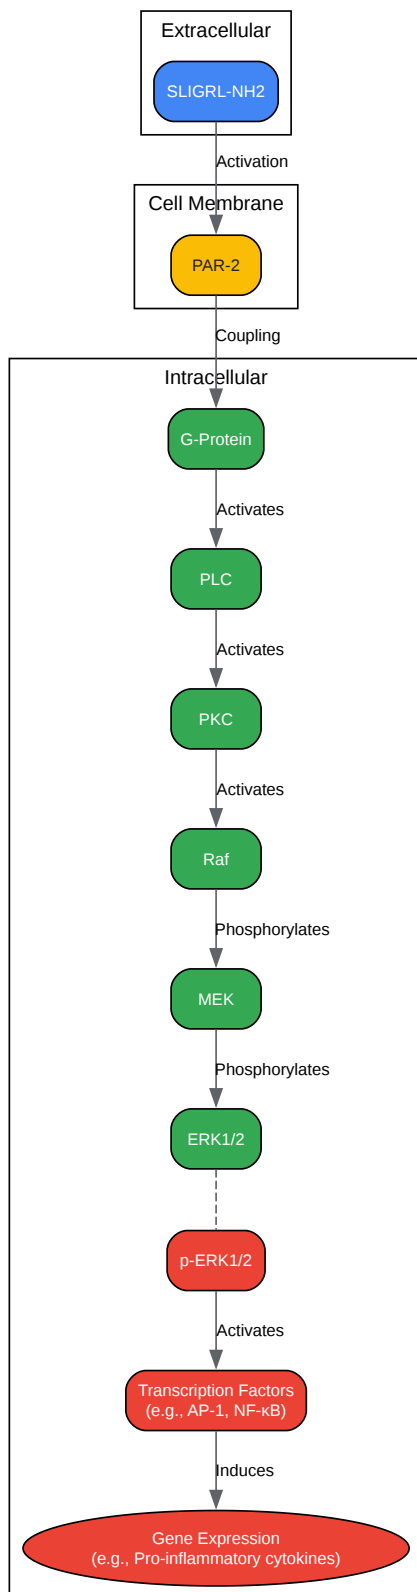 Extracellular
SLIGRL-NH2
Activation
Cell Membrane
PAR-2
Coupling
Intracellular
G-Protein
Activates
PLC
Activates
PKC
Activates
Raf
Phosphorylates
MEK
Phosphorylates
ERK1/2
p-ERK1/2
Activates
Transcription Factors
(e.g., AP-1, NF-κB)
Induces
Gene Expression
(e.g., Pro-inflammatory cytokines)